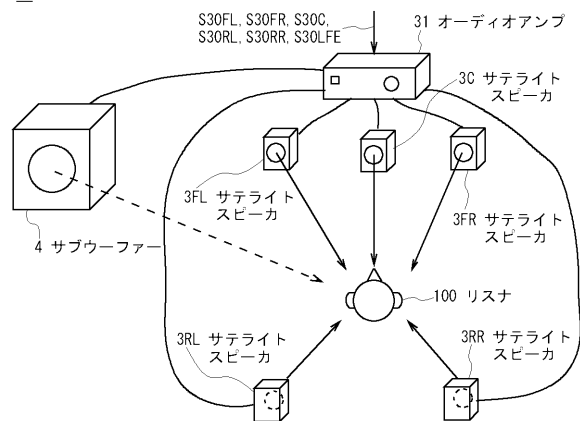 S30FL, S30FR, S30C,
S30RL, S30RR, S30LFE
31 オーディオアンプ
3C サテライト
スピーカ
3FL サテライト
スピーカ
3FR サテライト
スピーカ
4 サブウーファー
100 リスナ
3RL サテライト
スピーカ
3RR サテライト
スピーカ